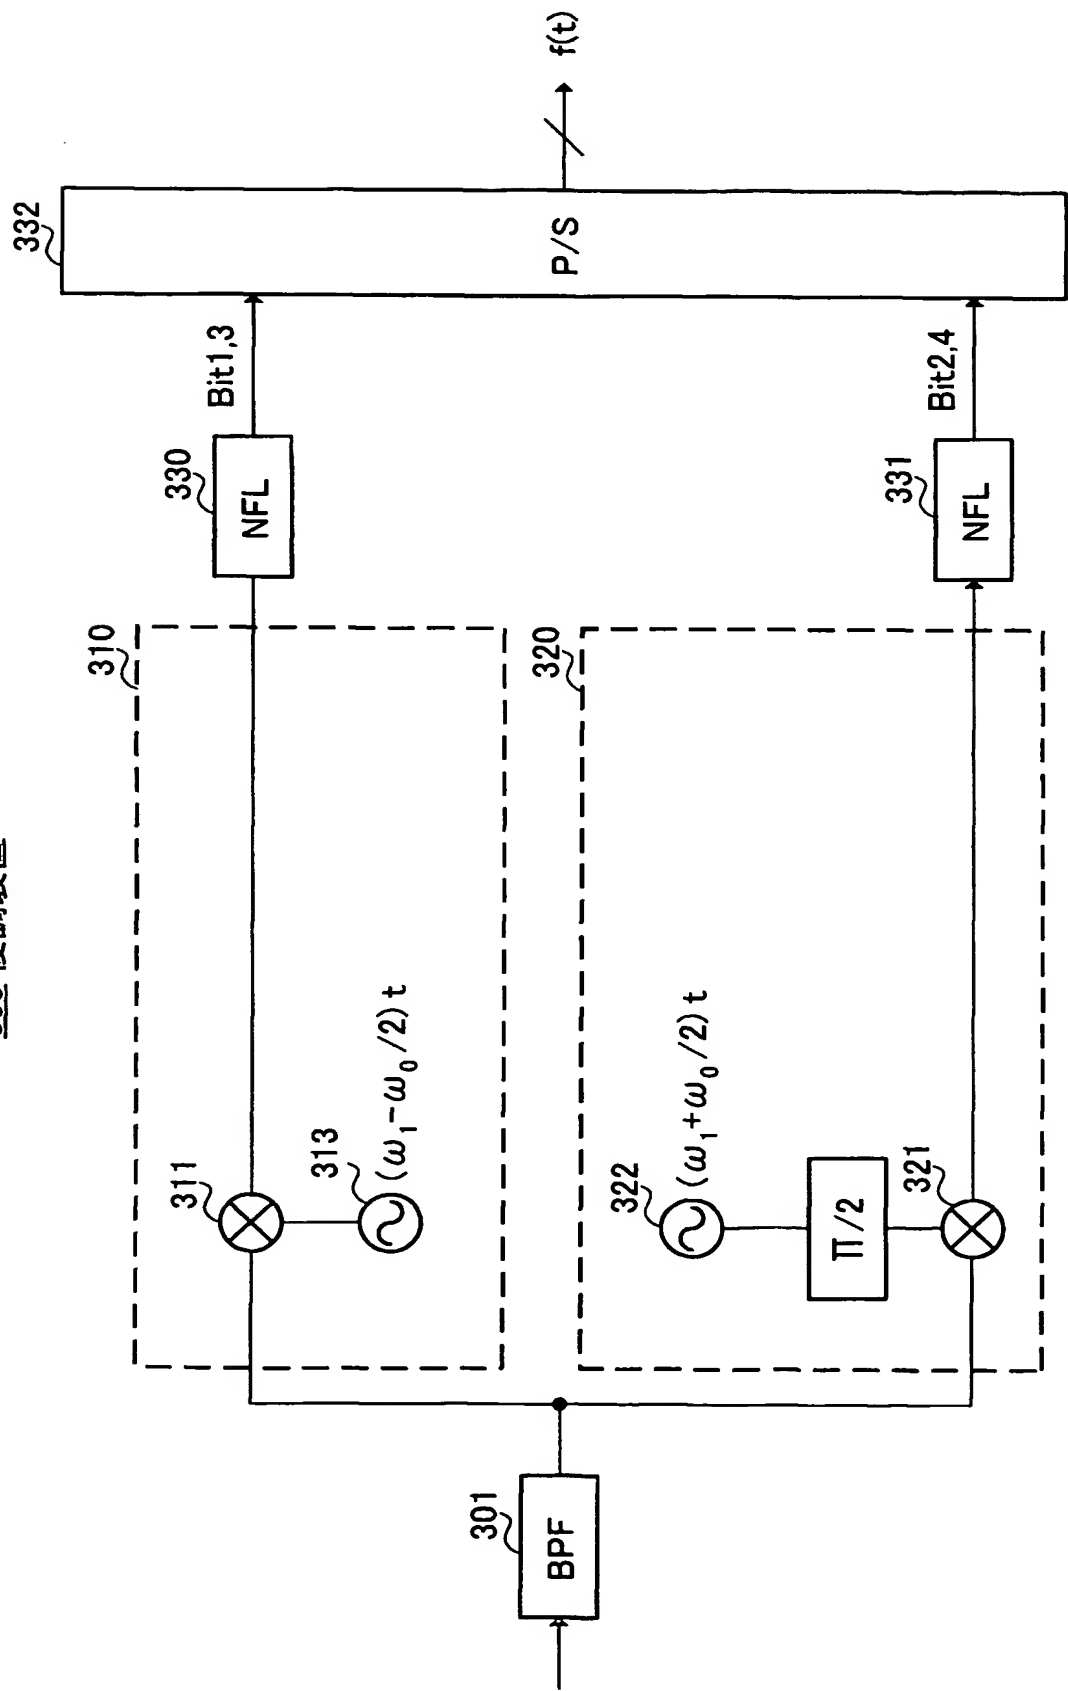 301
BPF
310
311
313
(ω₁−ω₀/2)t
330
NFL
Bit1,3
320
322
(ω₁+ω₀/2)t
π/2
321
331
NFL
Bit2,4
332
P/S
f(t)